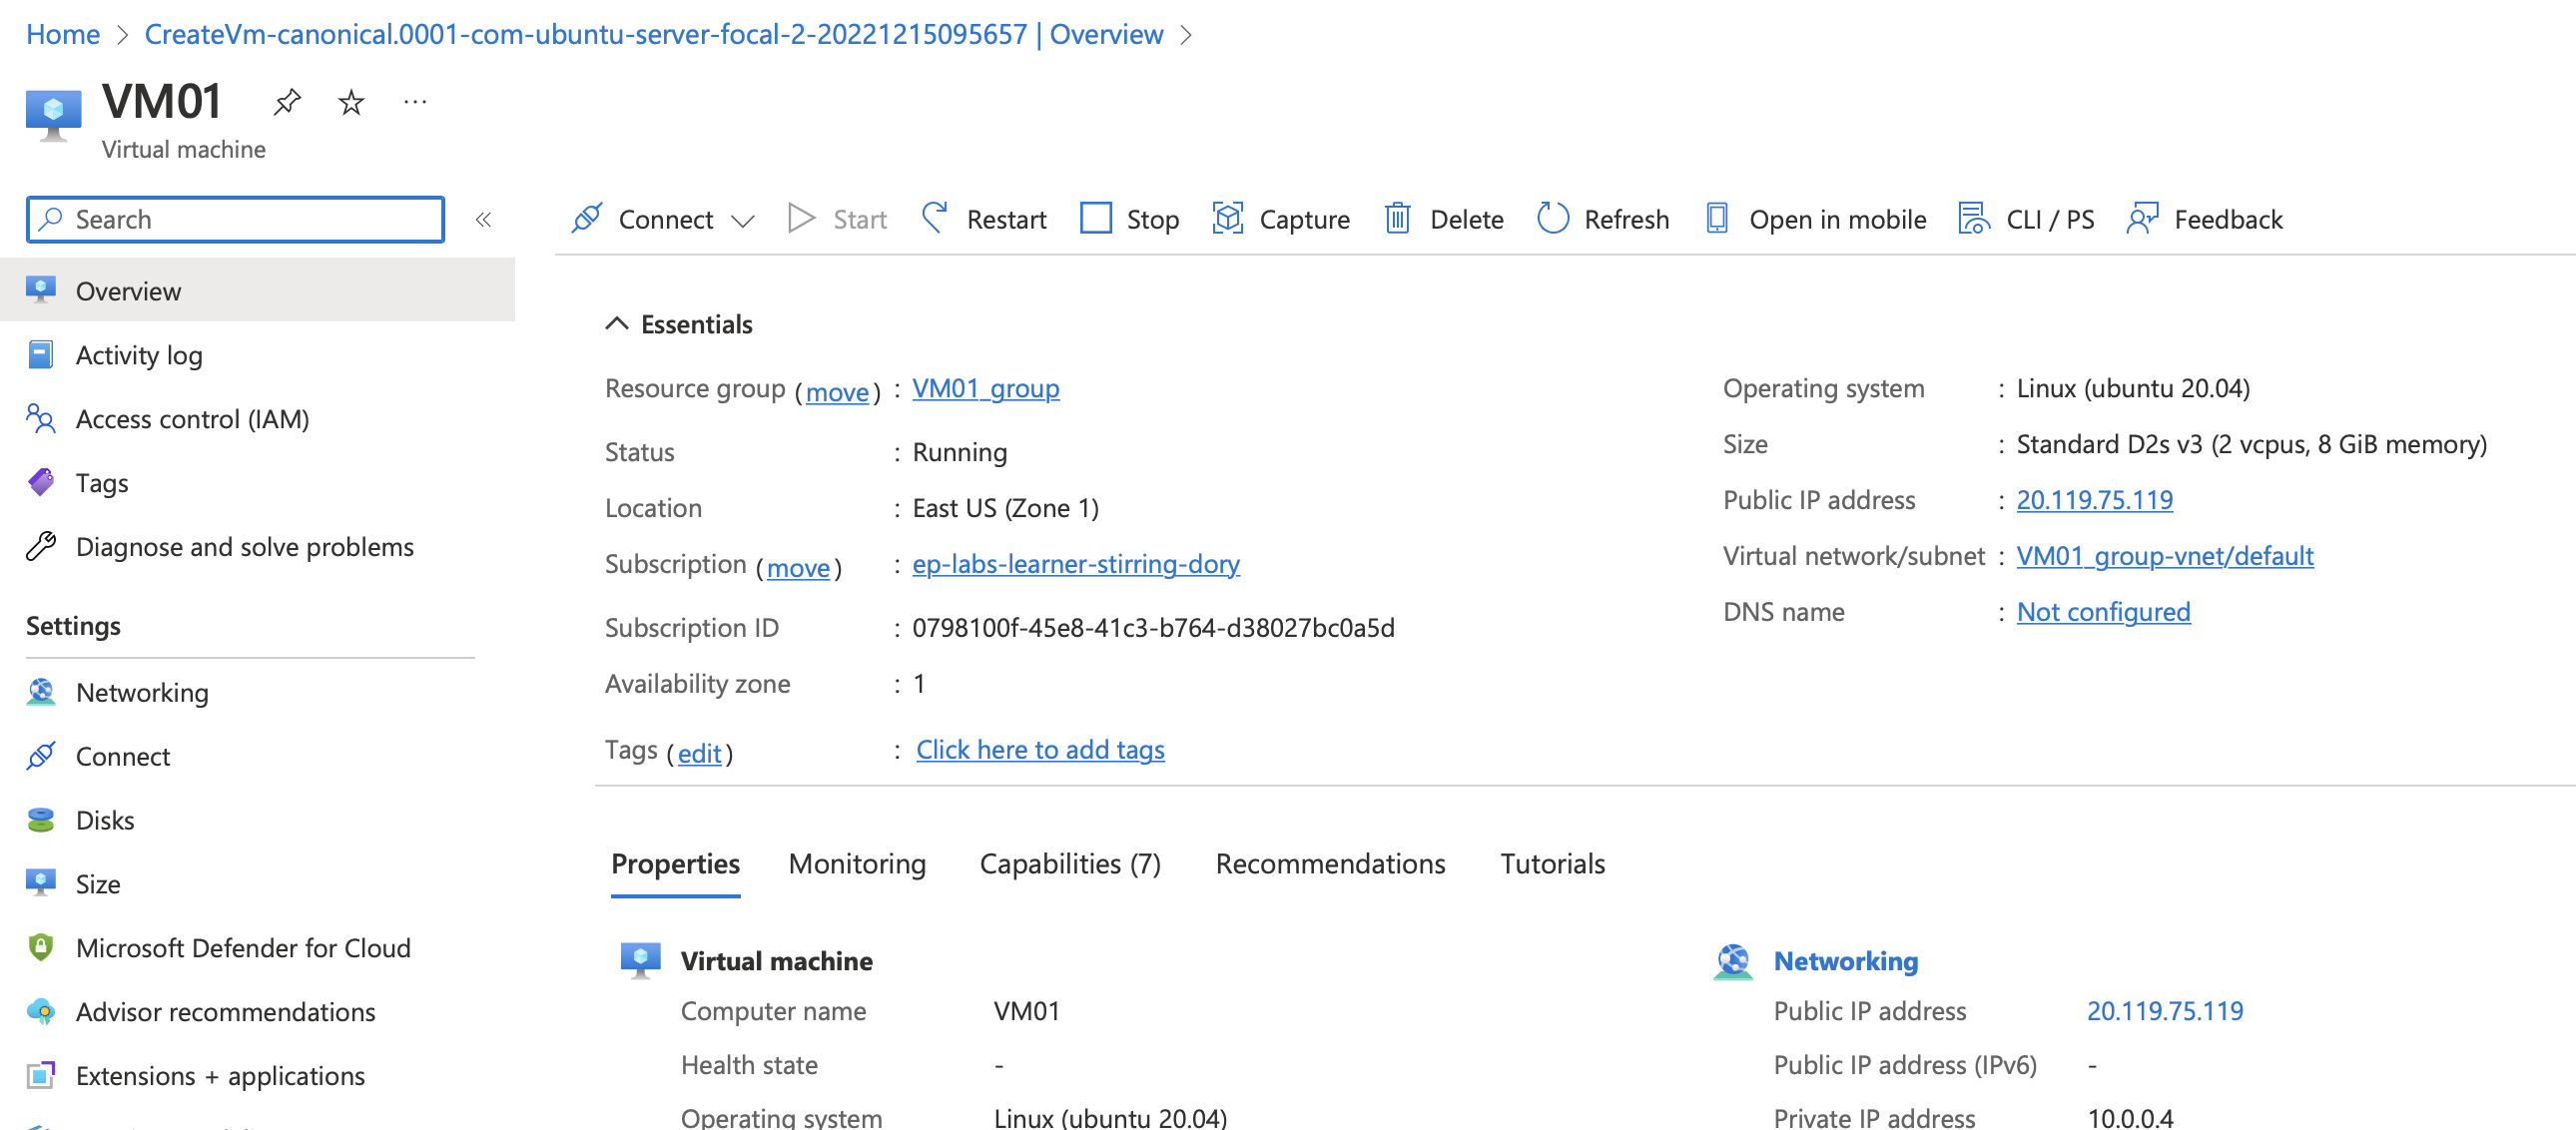 Home > CreateVm-canonical.0001-com-ubuntu-server-focal-2-20221215095657 | Overview >
VM01
Virtual machine
Search
Connect
Start
Restart
Stop
Capture
Delete
Refresh
Open in mobile
CLI / PS
Feedback
Overview
Activity log
Access control (IAM)
Tags
Diagnose and solve problems
Settings
Networking
Connect
Disks
Size
Microsoft Defender for Cloud
Advisor recommendations
Extensions + applications
Essentials
Resource group (move) : VM01_group
Status : Running
Location : East US (Zone 1)
Subscription (move) : ep-labs-learner-stirring-dory
Subscription ID : 0798100f-45e8-41c3-b764-d38027bc0a5d
Availability zone : 1
Tags (edit) : Click here to add tags
Operating system : Linux (ubuntu 20.04)
Size : Standard D2s v3 (2 vcpus, 8 GiB memory)
Public IP address : 20.119.75.119
Virtual network/subnet : VM01_group-vnet/default
DNS name : Not configured
Properties
Monitoring
Capabilities (7)
Recommendations
Tutorials
Virtual machine
Computer name VM01
Health state -
Operating system Linux (ubuntu 20.04)
Networking
Public IP address 20.119.75.119
Public IP address (IPv6) -
Private IP address 10.0.0.4